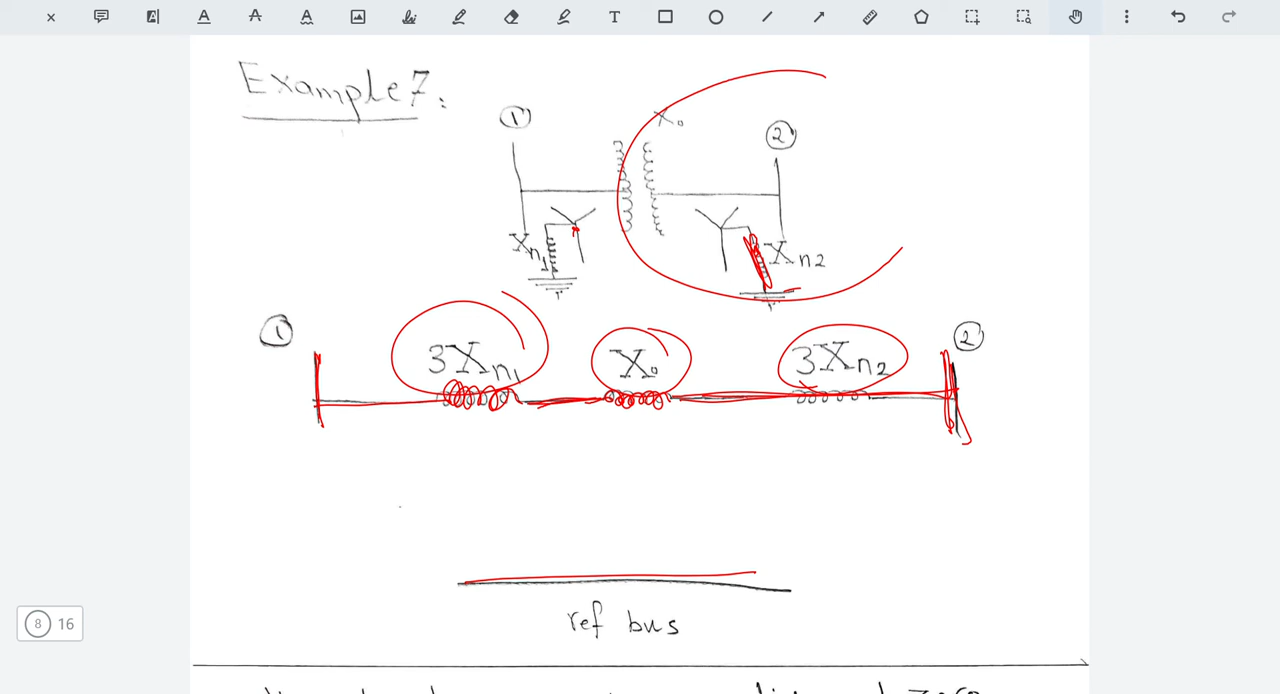 Example 7:
① X₀ ②
Xn1 Xn2
① 3Xn1 X₀ 3Xn2 ②
ref bus
8 16